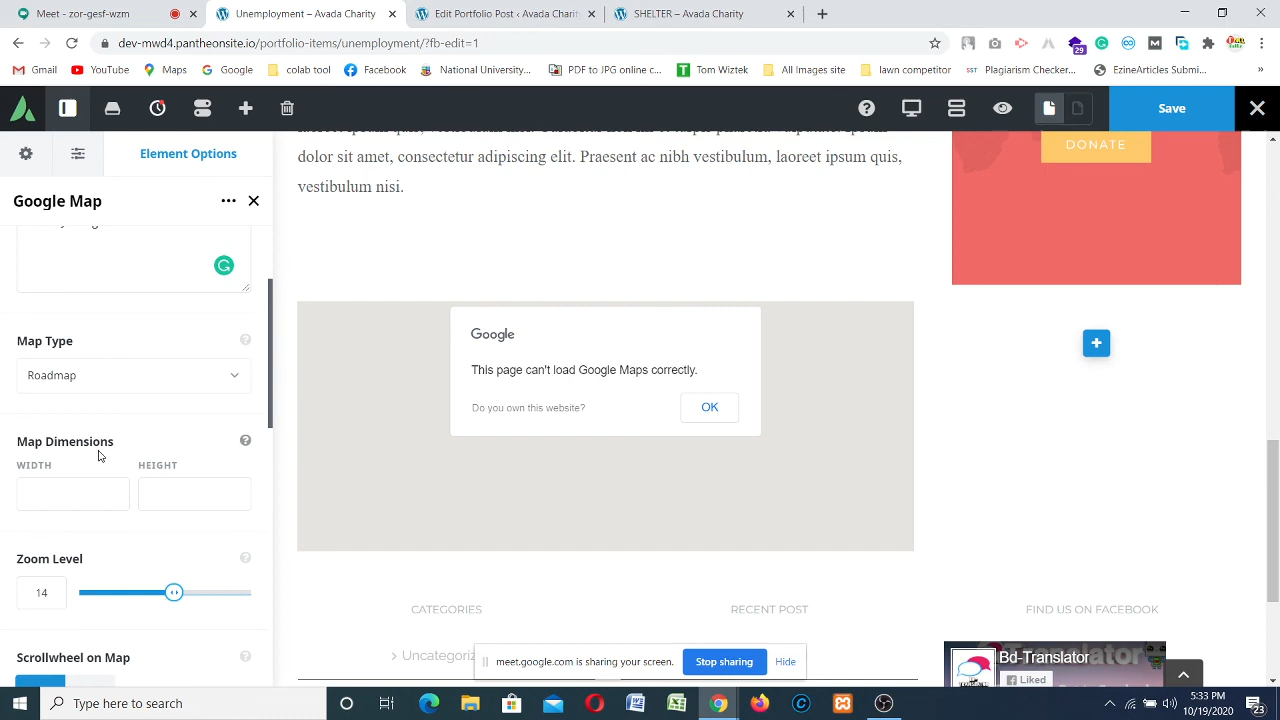 Unemployment – Avada Charity
Edit Portfolio – Avada Charity
SHELTER – Avada Charity
dev-mwd4.pantheonsite.io/portfolio-items/unemployment/?fb-edit=1
29
Gmail
YouTube
Maps
Google
colab tool
Facebook
National University...
PDF to JPG online c...
Tom Wiztek
All Images site
lawn competitor
SST
Plagiarism Checker...
EzineArticles Submi...
Save
Element Options
dolor sit amet, consectetur adipiscing elit. Praesent ac nibh vestibulum, laoreet ipsum quis,
vestibulum nisi.
DONATE
Google Map
Map Type
Roadmap
Map Dimensions
WIDTH
HEIGHT
Zoom Level
14
Scrollwheel on Map
Google
This page can't load Google Maps correctly.
Do you own this website?
OK
CATEGORIES
RECENT POST
FIND US ON FACEBOOK
Uncategoriz
meet.google.com is sharing your screen.
Stop sharing
Hide
Bd-Translator
Liked
Type here to search
5:33 PM
10/19/2020
23